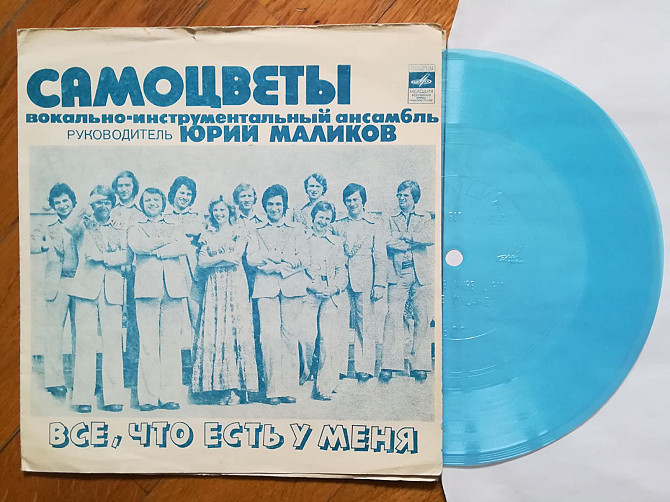 САМОЦВЕТЫ
вокально-инструментальный ансамбль
РУКОВОДИТЕЛЬ ЮРИЙ МАЛИКОВ
МЕЛОДИЯ
ВСЕ, ЧТО ЕСТЬ У МЕНЯ